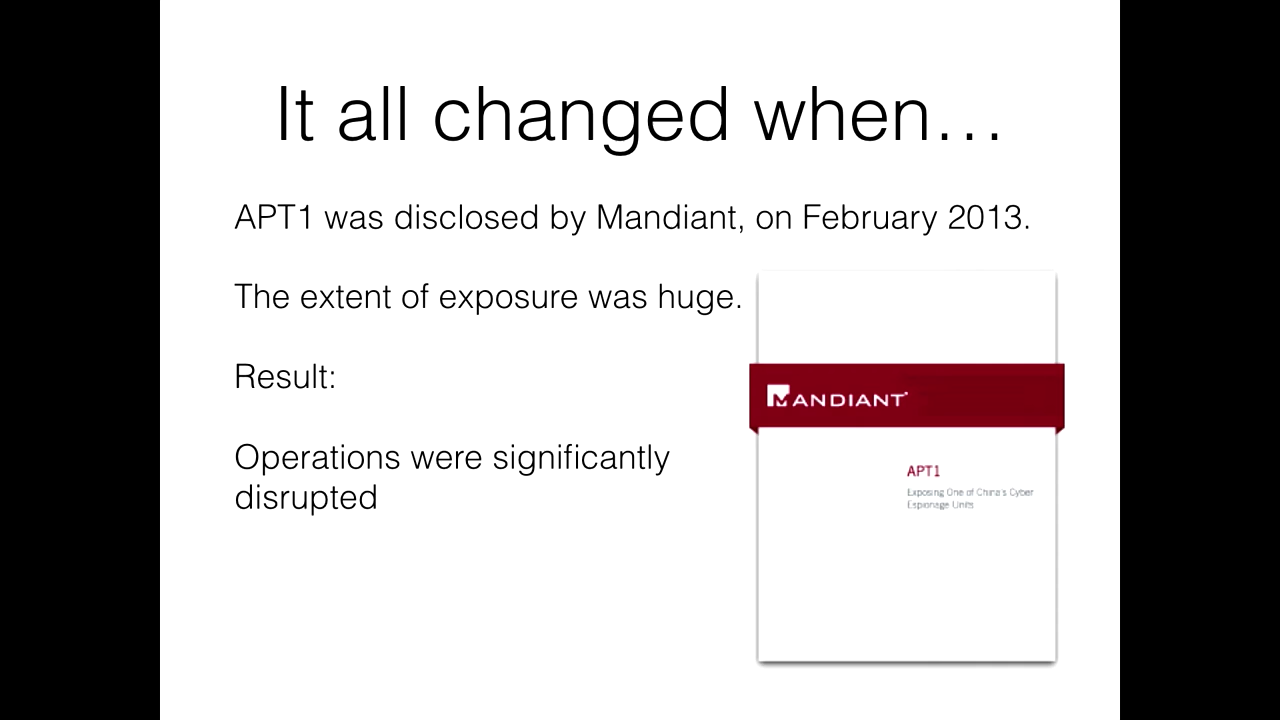 It all changed when…
APT1 was disclosed by Mandiant, on February 2013.
The extent of exposure was huge.
Result:
Operations were significantly
disrupted
MANDIANT
APT1
Exposing One of China's Cyber
Espionage Units